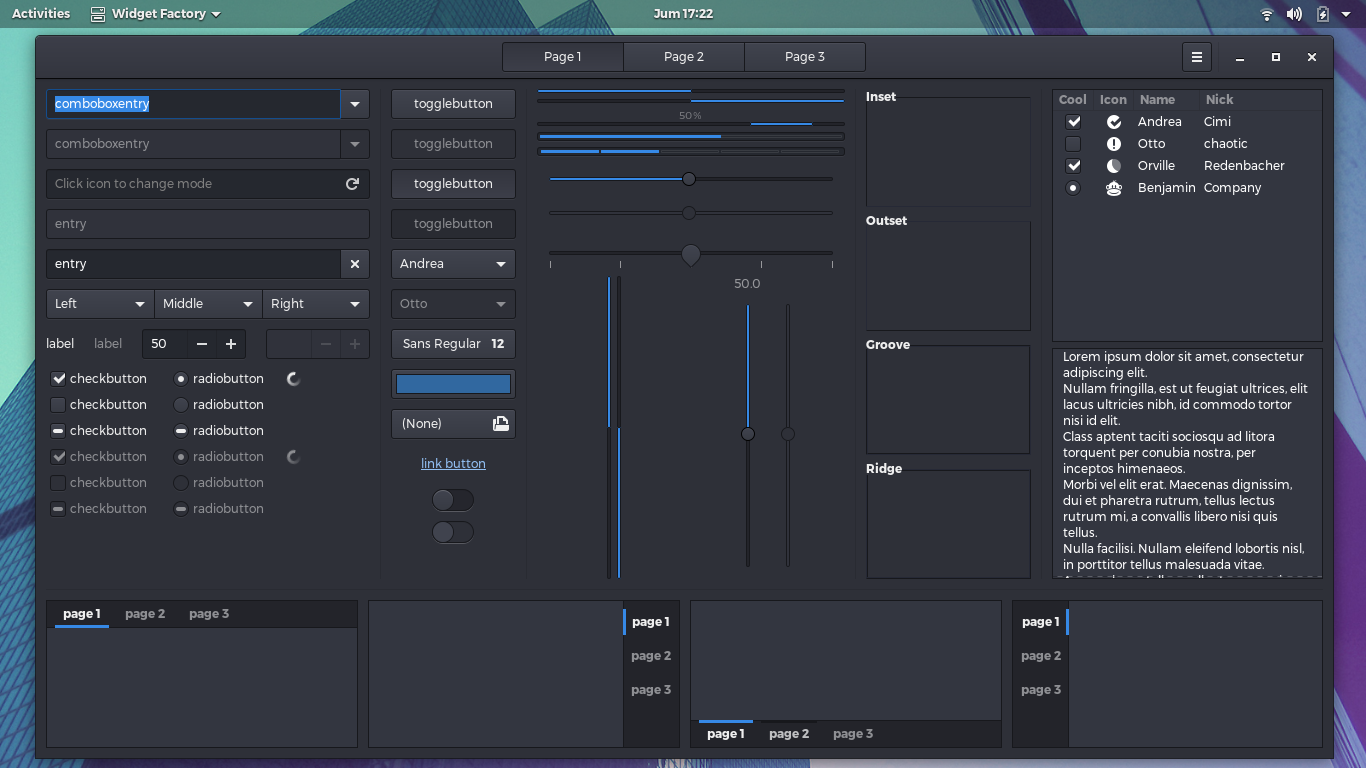 Activities
Widget Factory
Jum 17:22
Page 1
Page 2
Page 3
comboboxentry
comboboxentry
Click icon to change mode
entry
entry
Left
Middle
Right
label
label
50
checkbutton
radiobutton
checkbutton
radiobutton
checkbutton
radiobutton
checkbutton
radiobutton
checkbutton
radiobutton
checkbutton
radiobutton
togglebutton
togglebutton
togglebutton
togglebutton
Andrea
Otto
Sans Regular 12
(None)
link button
50%
50.0
Inset
Outset
Groove
Ridge
Cool Icon Name Nick
Andrea Cimi
Otto chaotic
Orville Redenbacher
Benjamin Company
Lorem ipsum dolor sit amet, consectetur
adipiscing elit.
Nullam fringilla, est ut feugiat ultrices, elit
lacus ultricies nibh, id commodo tortor
nisi id elit.
Class aptent taciti sociosqu ad litora
torquent per conubia nostra, per
inceptos himenaeos.
Morbi vel elit erat. Maecenas dignissim,
dui et pharetra rutrum, tellus lectus
rutrum mi, a convallis libero nisi quis
tellus.
Nulla facilisi. Nullam eleifend lobortis nisl,
in porttitor tellus malesuada vitae.
page 1
page 2
page 3
page 1
page 2
page 3
page 1
page 2
page 3
page 1
page 2
page 3